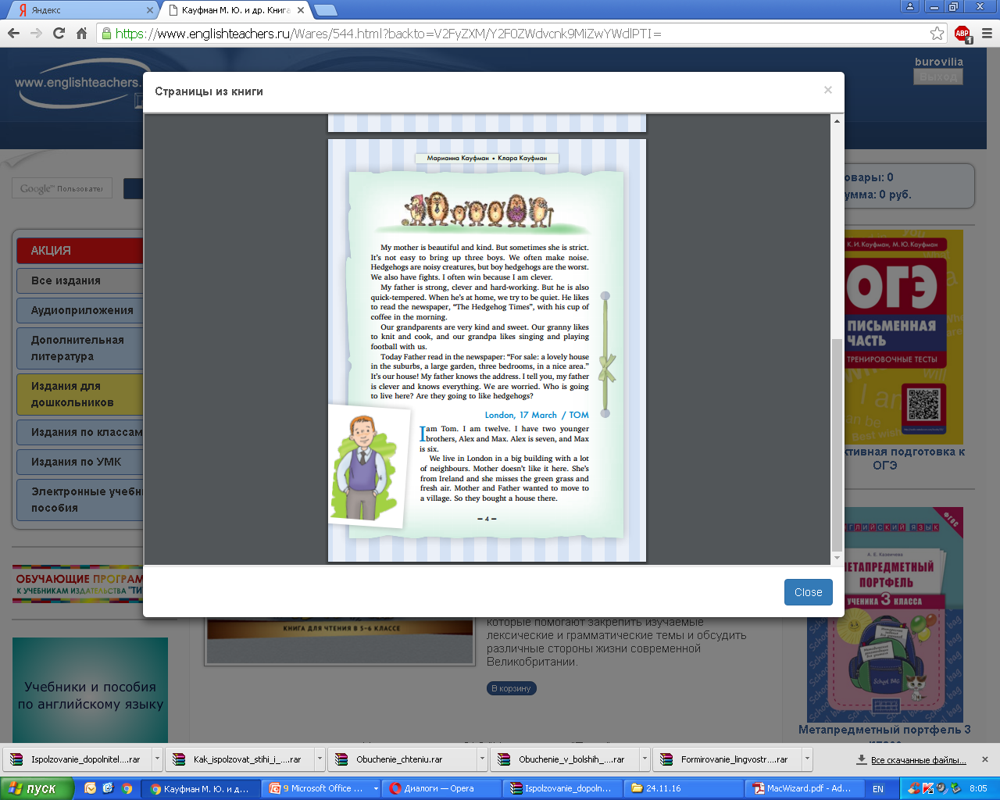 Яндекс
Кауфман М. Ю. и др. Книга
https://www.englishteachers.ru/Wares/544.html?backto=V2FyZXM/Y2F0ZWdvcnk9MiZwYWdlPTI=
ABP
1
www.englishteachers.
burovilia
Выход
Страницы из книги
×
Марианна Кауфман • Клара Кауфман
My mother is beautiful and kind. But sometimes she is strict.
It's not easy to bring up three boys. We often make noise.
Hedgehogs are noisy creatures, but boy hedgehogs are the worst.
We also have fights. I often win because I am clever.
My father is strong, clever and hard-working. But he is also
quick-tempered. When he's at home, we try to be quiet. He likes
to read the newspaper, “The Hedgehog Times”, with his cup of
coffee in the morning.
Our grandparents are very kind and sweet. Our granny likes
to knit and cook, and our grandpa likes singing and playing
football with us.
Today Father read in the newspaper: “For sale: a lovely house
in the suburbs, a large garden, three bedrooms, in a nice area.”
It's our house! My father knows the address. I tell you, my father
is clever and knows everything. We are worried. Who is going
to live here? Are they going to like hedgehogs?
London, 17 March / TOM
I am Tom. I am twelve. I have two younger
brothers, Alex and Max. Alex is seven, and Max
is six.
We live in London in a big building with a lot
of neighbours. Mother doesn't like it here. She's
from Ireland and she misses the green grass and
fresh air. Mother and Father wanted to move to
a village. So they bought a house there.
– 4 –
Close
Google™ Пользовате
АКЦИЯ
Все издания
Аудиоприложения
Дополнительная
литература
Издания для
дошкольников
Издания по классам
Издания по УМК
Электронные учебн
пособия
ОБУЧАЮЩИЕ ПРОГРАМ
К УЧЕБНИКАМ ИЗДАТЕЛЬСТВА "ТИ
Учебники и пособия
по английскому языку
КНИГА ДЛЯ ЧТЕНИЯ В 5–6 КЛАССЕ
которые помогают закрепить изучаемые
лексические и грамматические темы и обсудить
различные стороны жизни современной
Великобритании.
В корзину
овары: 0
умма: 0 руб.
К. И. Кауфман, М. Ю. Кауфман
ОГЭ
ПИСЬМЕННАЯ
ЧАСТЬ
ТРЕНИРОВОЧНЫЕ ТЕСТЫ
Best wish
ктивная подготовка к
ОГЭ
ЛИЙСКИЙ ЯЗЫК
ФГОС
А. Е. Казеичева
МЕТАПРЕДМЕТНЫЙ
ПОРТФЕЛЬ
УЧЕНИКА 3 КЛАССА
School BAG
Метапредметный портфель 3
Ispolzovanie_dopolnitel....rar
Kak_ispolzovat_stihi_i_....rar
Obuchenie_chteniu.rar
Obuchenie_v_bolshih_....rar
Formirovanie_lingvostr....rar
Все скачанные файлы...
пуск
Кауфман М. Ю. и д...
9 Microsoft Office ...
Диалоги — Opera
Ispolzovanie_dopoln...
24.11.16
MacWizard.pdf - Ad...
EN
8:05